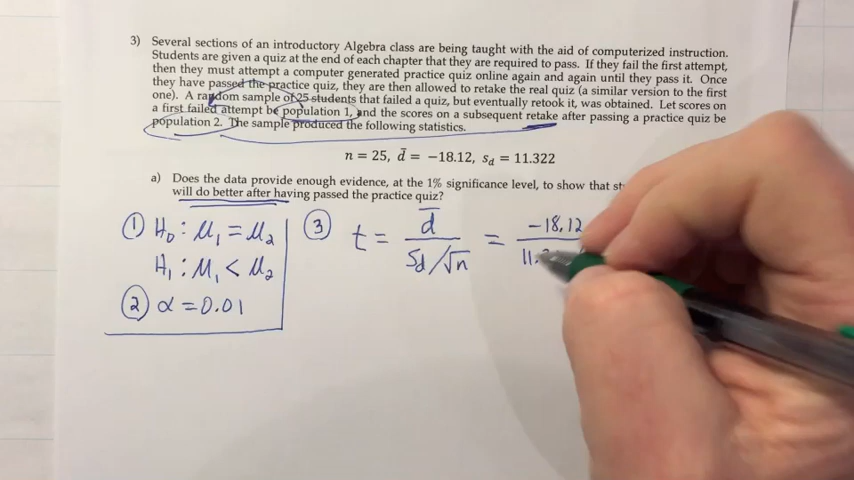 3) Several sections of an introductory Algebra class are being taught with the aid of computerized instruction.
Students are given a quiz at the end of each chapter that they are required to pass. If they fail the first attempt,
then they must attempt a computer generated practice quiz online again and again until they pass it. Once
they have passed the practice quiz, they are then allowed to retake the real quiz (a similar version to the first
one). A random sample of 25 students that failed a quiz, but eventually retook it, was obtained. Let scores on
a first failed attempt be population 1, and the scores on a subsequent retake after passing a practice quiz be
population 2. The sample produced the following statistics.
n = 25, d̄ = −18.12, s_d = 11.322
a) Does the data provide enough evidence, at the 1% significance level, to show that
will do better after having passed the practice quiz?
① H₀ : μ₁ = μ₂
H₁ : μ₁ < μ₂
② α = 0.01
③ t = d̄ / (S_d/√n) = −18.12 / 11.